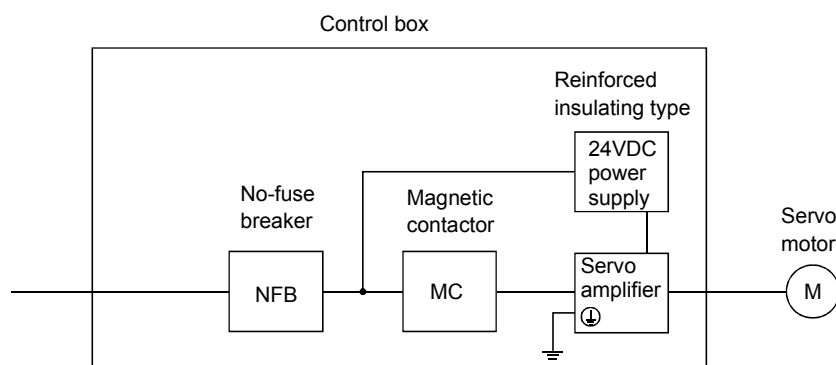 Control box
Reinforced
insulating type
24VDC
power
supply
No-fuse
breaker
Magnetic
contactor
Servo
motor
NFB
MC
Servo
amplifier
M